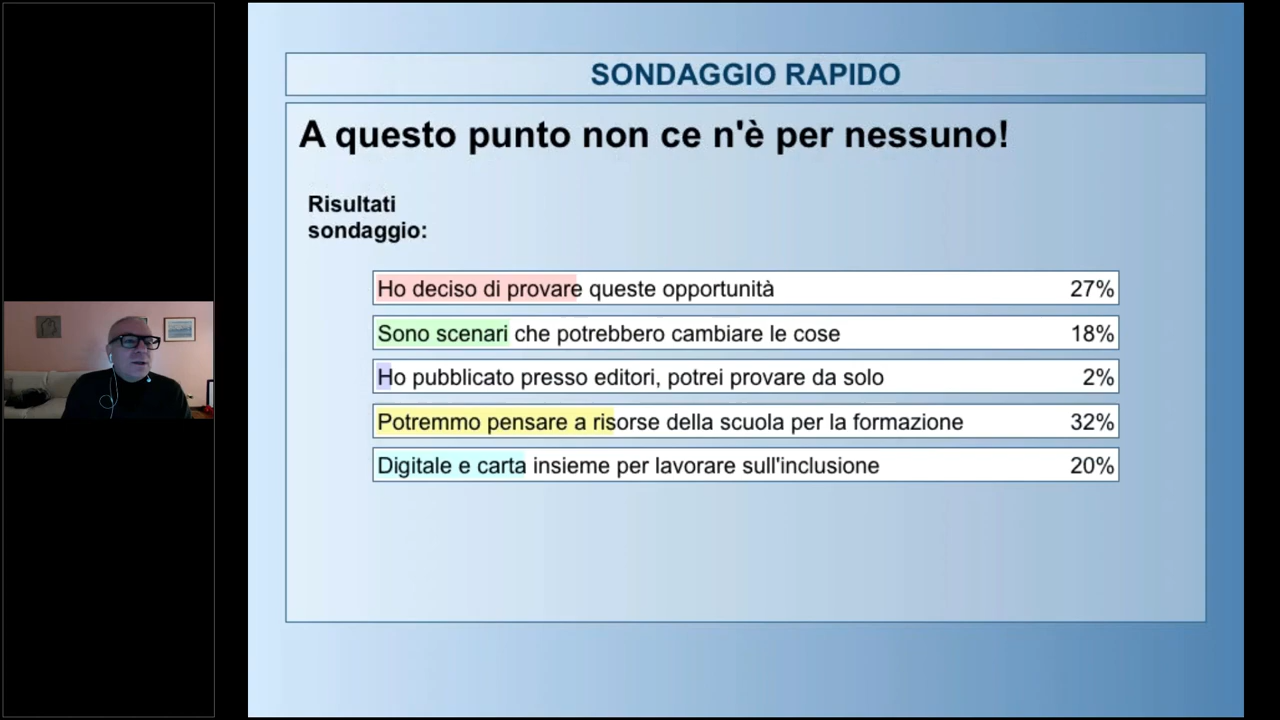 SONDAGGIO RAPIDO
A questo punto non ce n'è per nessuno!
Risultati
sondaggio:
Ho deciso di provare queste opportunità 27%
Sono scenari che potrebbero cambiare le cose 18%
Ho pubblicato presso editori, potrei provare da solo 2%
Potremmo pensare a risorse della scuola per la formazione 32%
Digitale e carta insieme per lavorare sull'inclusione 20%